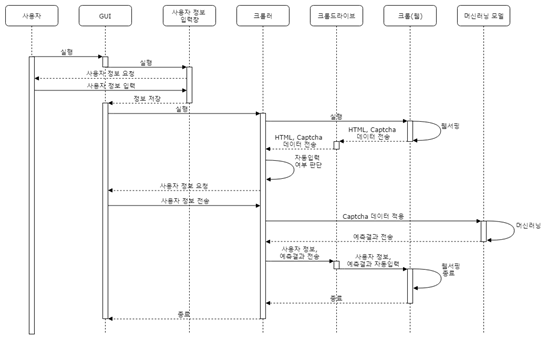 사용자
GUI
사용자 정보
입력창
크롤러
크롬드라이브
크롬(웹)
머신러닝 모델
실행
실행
사용자 정보 요청
사용자 정보 입력
정보 저장
실행
실행
웹서핑
HTML, Captcha
데이터 전송
HTML, Captcha
데이터 전송
자동입력
여부 판단
사용자 정보 요청
사용자 정보 전송
Captcha 데이터 적용
머신러닝
예측결과 전송
사용자 정보,
예측결과 전송
사용자 정보,
예측결과 자동입력
웹서핑
종료
종료
종료